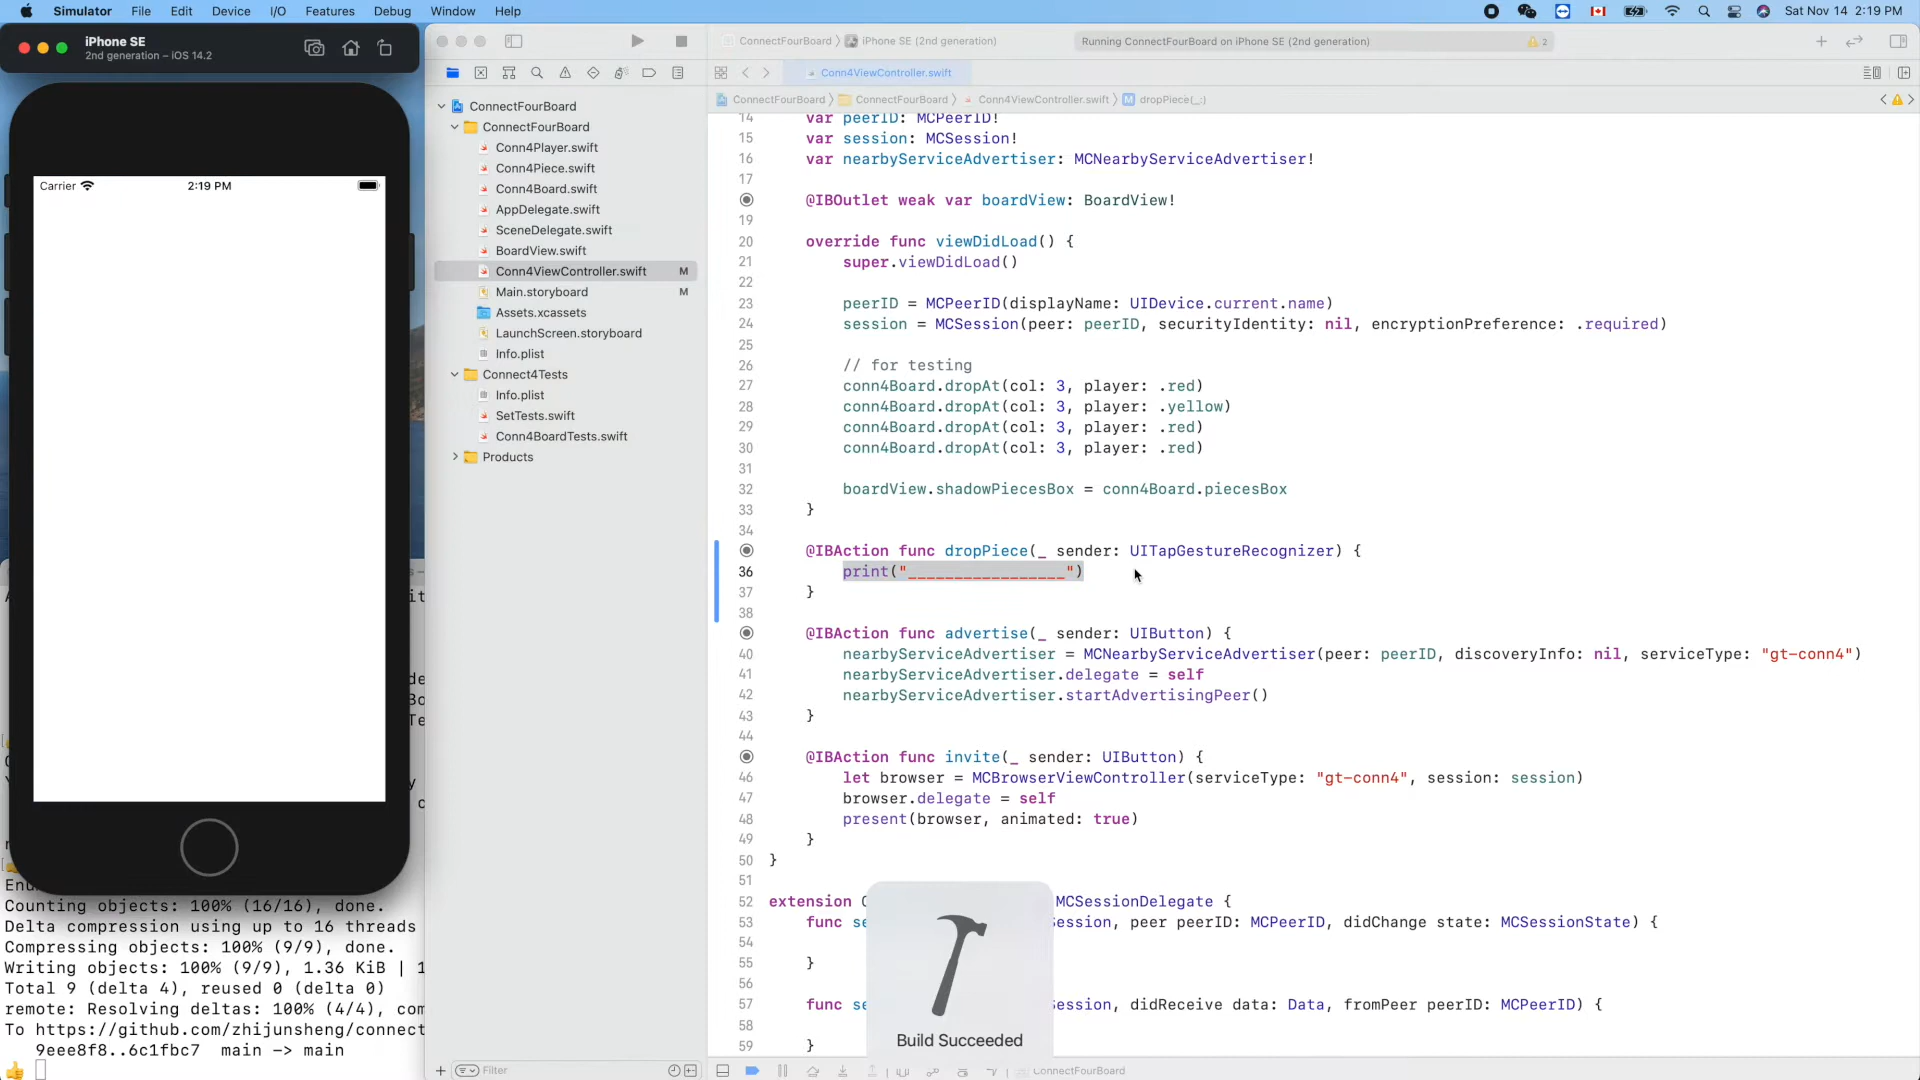 Simulator File Edit Device I/O Features Debug Window Help Sat Nov 14 2:19 PM
iPhone SE
2nd generation – iOS 14.2
Carrier 2:19 PM
ConnectFourBoard 〉 iPhone SE (2nd generation)
Running ConnectFourBoard on iPhone SE (2nd generation) 2
Conn4ViewController.swift
ConnectFourBoard 〉 ConnectFourBoard 〉 Conn4ViewController.swift 〉 M dropPiece(_:)
ConnectFourBoard
ConnectFourBoard
Conn4Player.swift
Conn4Piece.swift
Conn4Board.swift
AppDelegate.swift
SceneDelegate.swift
BoardView.swift
Conn4ViewController.swift M
Main.storyboard M
Assets.xcassets
LaunchScreen.storyboard
Info.plist
Connect4Tests
Info.plist
SetTests.swift
Conn4BoardTests.swift
Products
Filter
14 var peerID: MCPeerID!
15 var session: MCSession!
16 var nearbyServiceAdvertiser: MCNearbyServiceAdvertiser!
17
@IBOutlet weak var boardView: BoardView!
19
20 override func viewDidLoad() {
21 super.viewDidLoad()
22
23 peerID = MCPeerID(displayName: UIDevice.current.name)
24 session = MCSession(peer: peerID, securityIdentity: nil, encryptionPreference: .required)
25
26 // for testing
27 conn4Board.dropAt(col: 3, player: .red)
28 conn4Board.dropAt(col: 3, player: .yellow)
29 conn4Board.dropAt(col: 3, player: .red)
30 conn4Board.dropAt(col: 3, player: .red)
31
32 boardView.shadowPiecesBox = conn4Board.piecesBox
33 }
34
@IBAction func dropPiece(_ sender: UITapGestureRecognizer) {
36 print("_________________")
37 }
38
@IBAction func advertise(_ sender: UIButton) {
40 nearbyServiceAdvertiser = MCNearbyServiceAdvertiser(peer: peerID, discoveryInfo: nil, serviceType: "gt-conn4")
41 nearbyServiceAdvertiser.delegate = self
42 nearbyServiceAdvertiser.startAdvertisingPeer()
43 }
44
@IBAction func invite(_ sender: UIButton) {
46 let browser = MCBrowserViewController(serviceType: "gt-conn4", session: session)
47 browser.delegate = self
48 present(browser, animated: true)
49 }
50 }
51
52 extension MCSessionDelegate {
53 func se ession, peer peerID: MCPeerID, didChange state: MCSessionState) {
54
55 }
56
57 func se ession, didReceive data: Data, fromPeer peerID: MCPeerID) {
58
59 }
Build Succeeded
ConnectFourBoard
Counting objects: 100% (16/16), done.
Delta compression using up to 16 threads
Compressing objects: 100% (9/9), done.
Writing objects: 100% (9/9), 1.36 KiB | 1
Total 9 (delta 4), reused 0 (delta 0)
remote: Resolving deltas: 100% (4/4), com
To https://github.com/zhijunsheng/connect
9eee8f8..6c1fbc7 main -> main